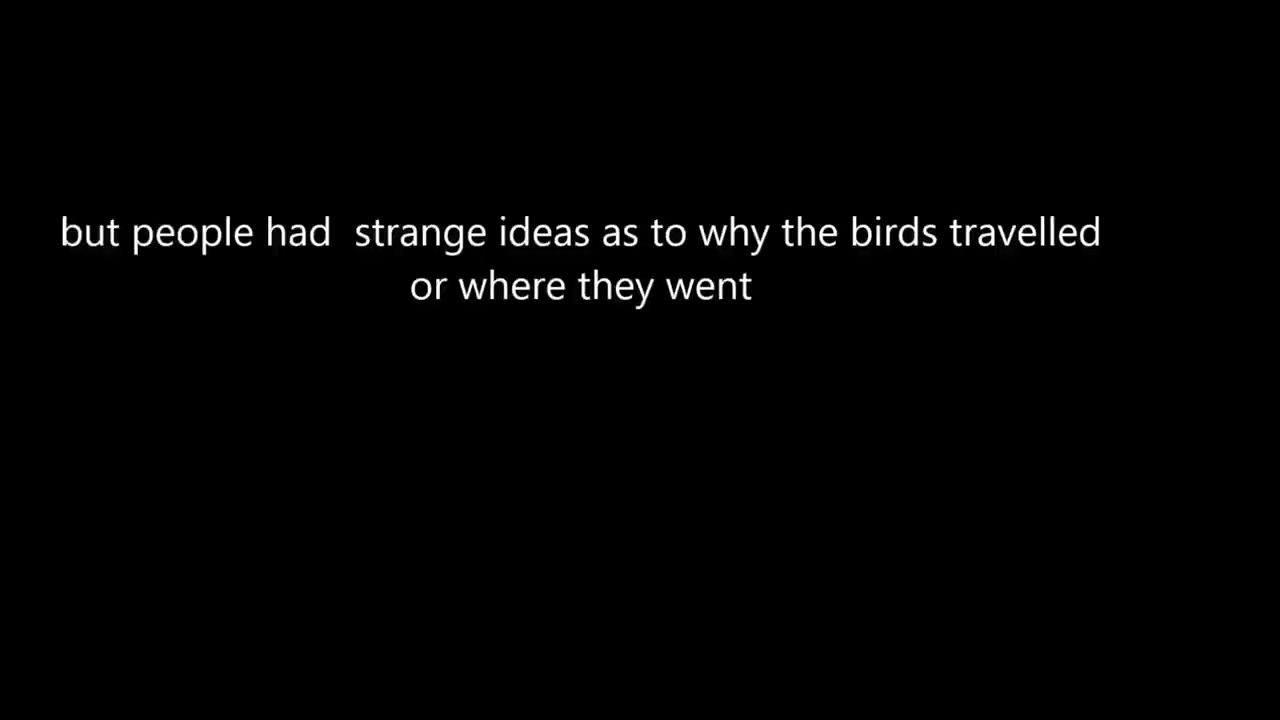 but people had  strange ideas as to why the birds travelled
or where they went